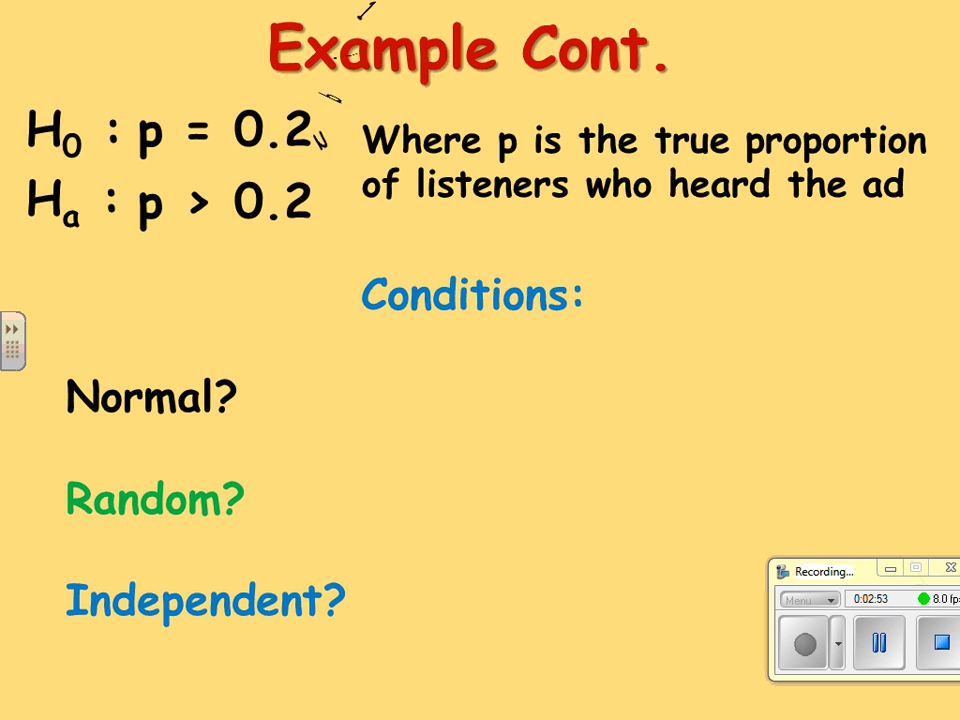 Example Cont.
H0 : p = 0.2
Ha : p > 0.2
Where p is the true proportion
of listeners who heard the ad
Conditions:
Normal?
Random?
Independent?
Recording...
Menu
0:02:53
8.0 fp